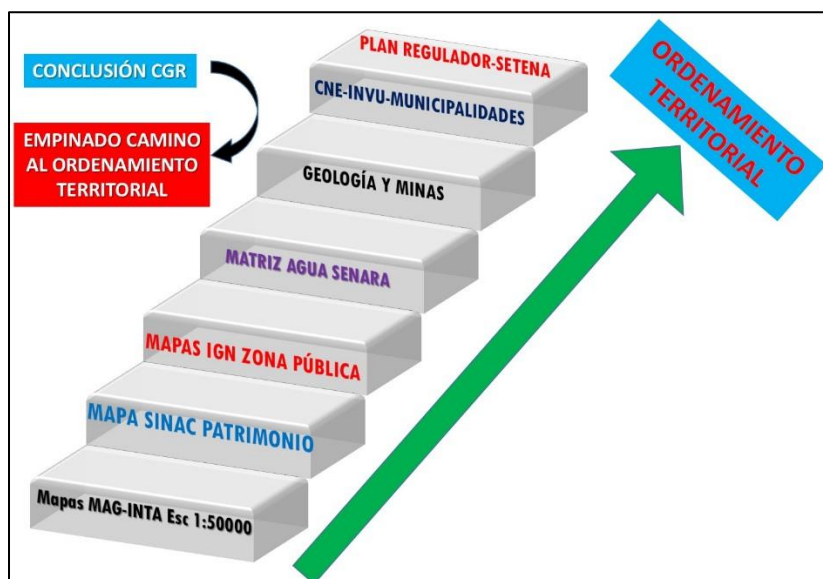 PLAN REGULADOR-SETENA
CNE-INVU-MUNICIPALIDADES
GEOLOGÍA Y MINAS
MATRIZ AGUA SENARA
MAPAS IGN ZONA PÚBLICA
MAPA SINAC PATRIMONIO
Mapas MAG-INTA Esc 1:50000
CONCLUSIÓN CGR
EMPINADO CAMINO
AL ORDENAMIENTO
TERRITORIAL
ORDENAMIENTO
TERRITORIAL